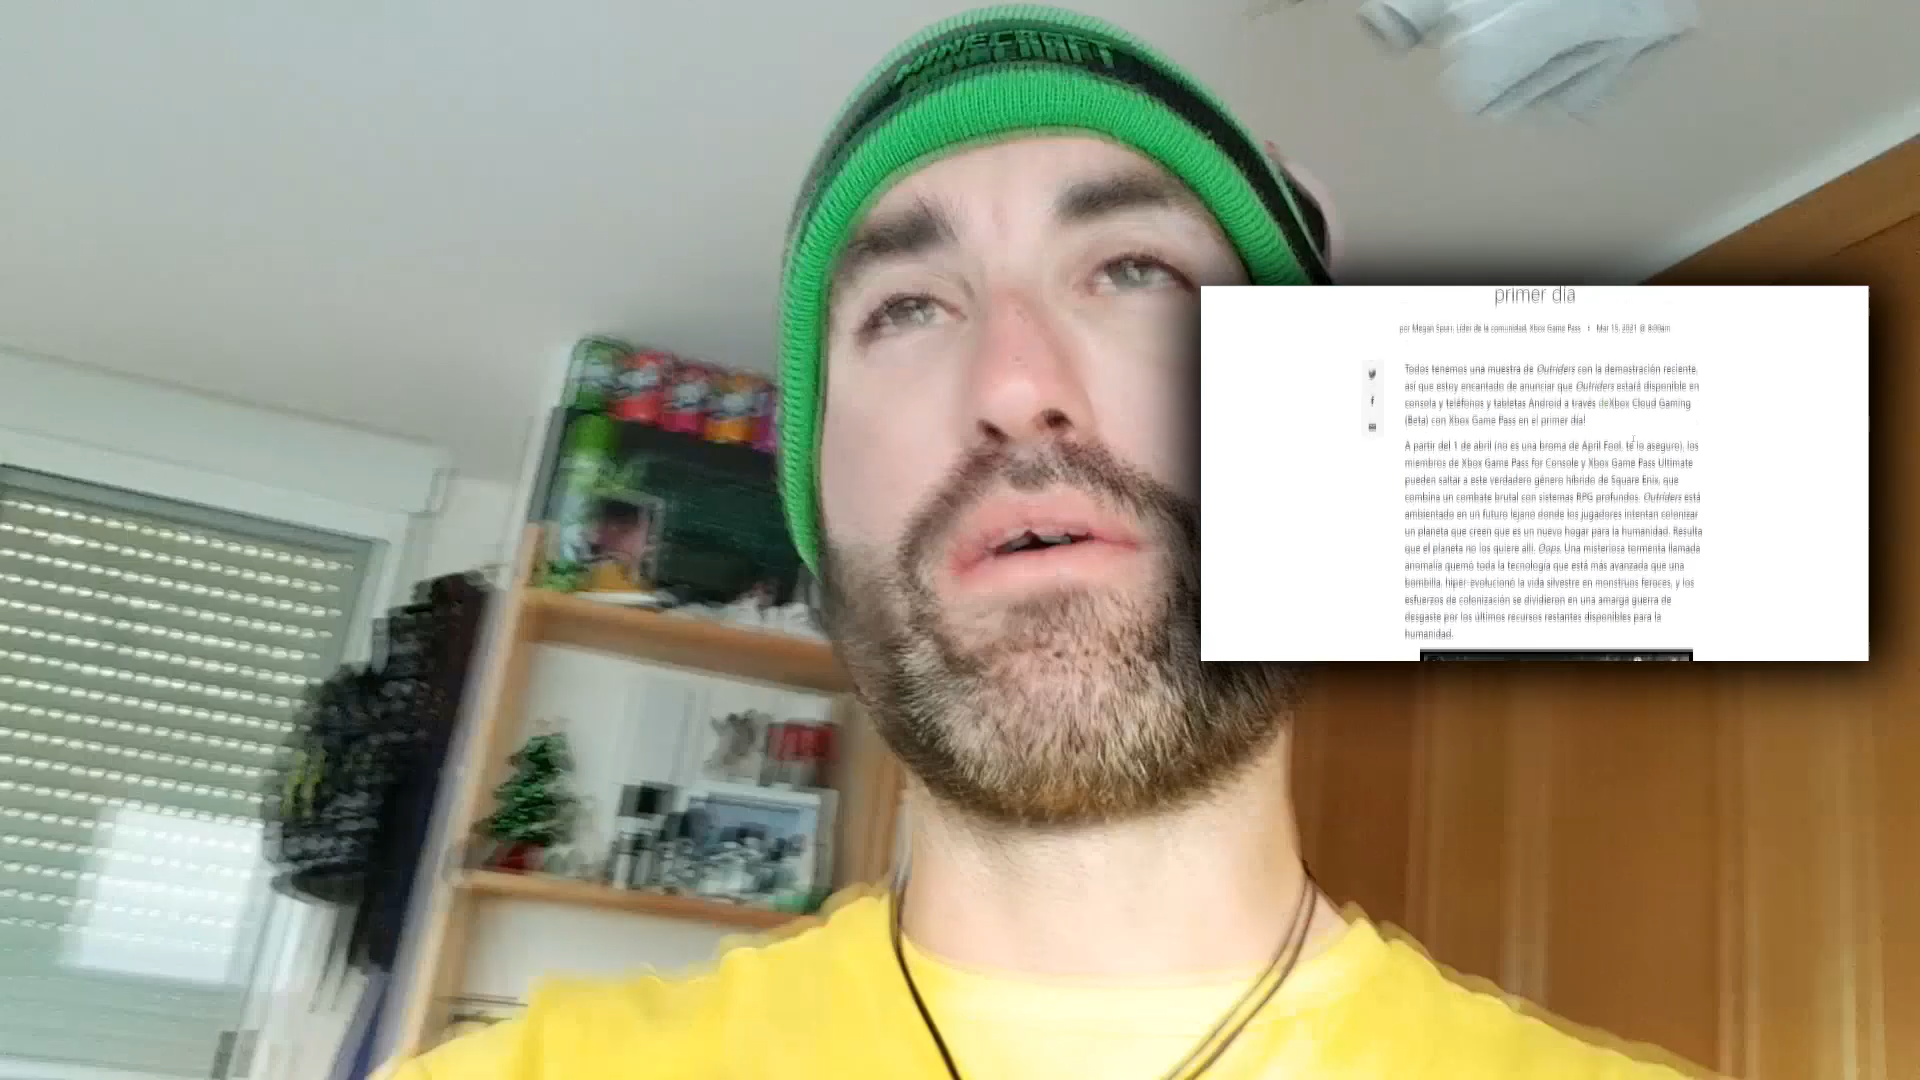 MINECRAFT
primer día
por Megan Spurr, Líder de la comunidad, Xbox Game Pass • Mar 15, 2021 @ 8:00am
Todos tenemos una muestra de Outriders con la demostración reciente,
así que estoy encantado de anunciar que Outriders estará disponible en
consola y teléfonos y tabletas Android a través deXbox Cloud Gaming
(Beta) con Xbox Game Pass en el primer día!
A partir del 1 de abril (no es una broma de April Fool, te lo aseguro), los
miembros de Xbox Game Pass for Console y Xbox Game Pass Ultimate
pueden saltar a este verdadero género híbrido de Square Enix, que
combina un combate brutal con sistemas RPG profundos. Outriders está
ambientado en un futuro lejano donde los jugadores intentan colonizar
un planeta que creen que es un nuevo hogar para la humanidad. Resulta
que el planeta no los quiere allí. Oops. Una misteriosa tormenta llamada
anomalía quemó toda la tecnología que está más avanzada que una
bombilla, hiper-evolucionó la vida silvestre en monstruos feroces, y los
esfuerzos de colonización se dividieron en una amarga guerra de
desgaste por los últimos recursos restantes disponibles para la
humanidad.